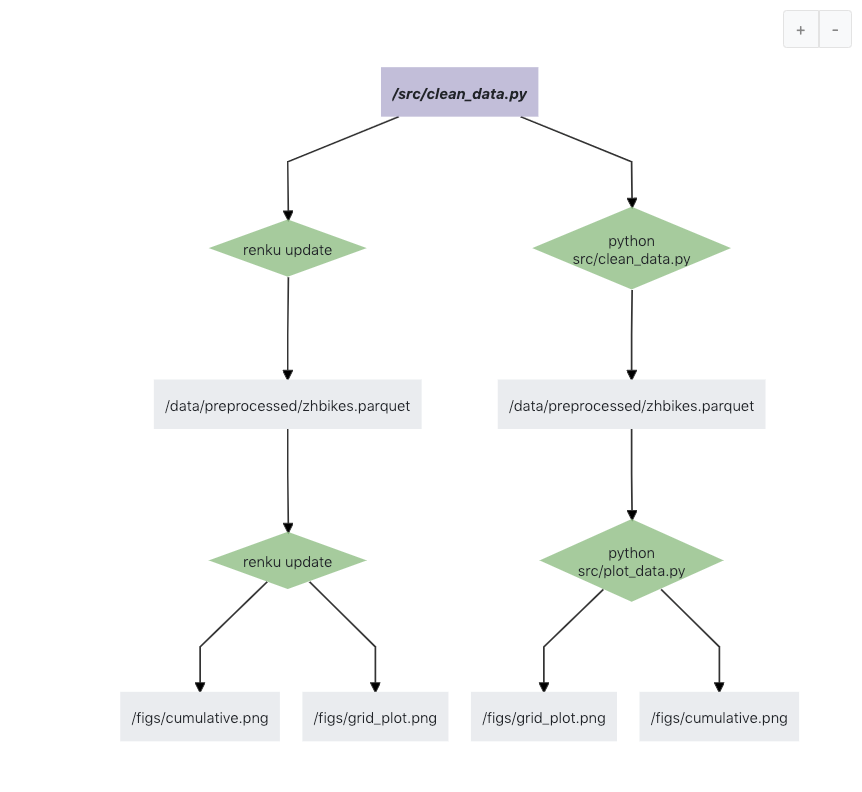 + -
/src/clean_data.py
renku update
python
src/clean_data.py
/data/preprocessed/zhbikes.parquet
/data/preprocessed/zhbikes.parquet
renku update
python
src/plot_data.py
/figs/cumulative.png
/figs/grid_plot.png
/figs/grid_plot.png
/figs/cumulative.png